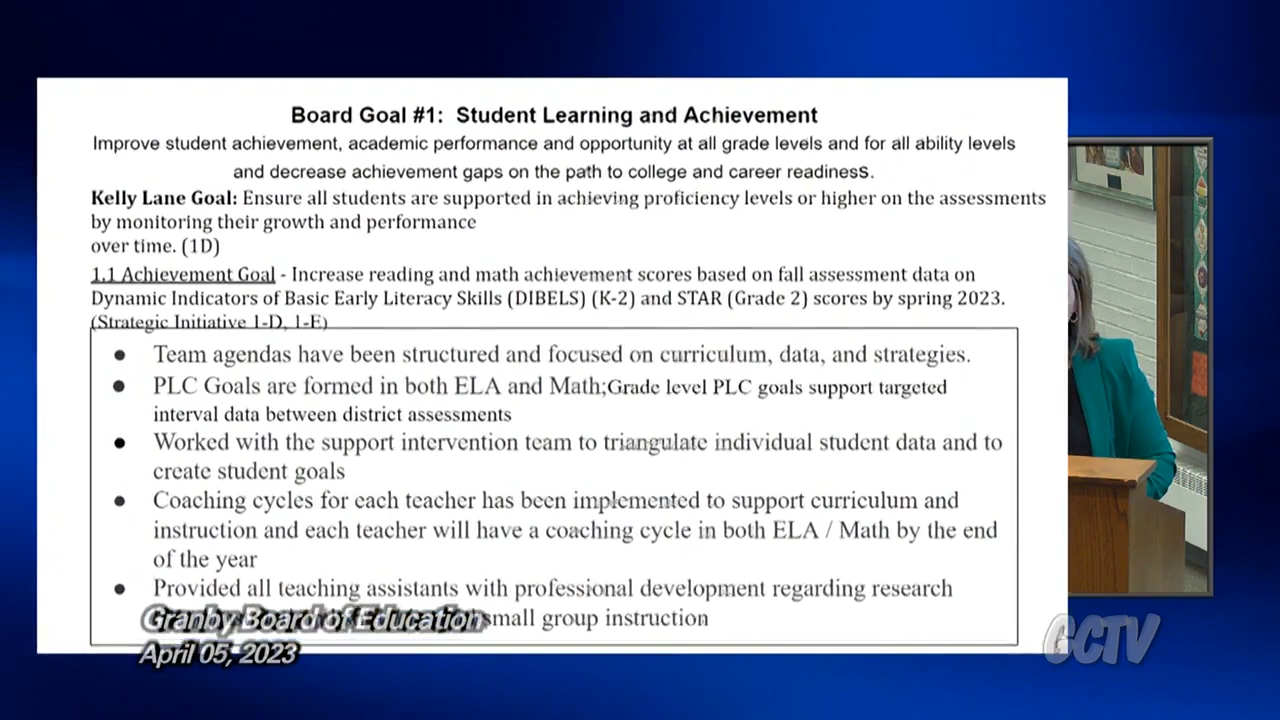 Board Goal #1: Student Learning and Achievement
Improve student achievement, academic performance and opportunity at all grade levels and for all ability levels
and decrease achievement gaps on the path to college and career readiness.
Kelly Lane Goal: Ensure all students are supported in achieving proficiency levels or higher on the assessments
by monitoring their growth and performance
over time. (1D)
1.1 Achievement Goal - Increase reading and math achievement scores based on fall assessment data on
Dynamic Indicators of Basic Early Literacy Skills (DIBELS) (K-2) and STAR (Grade 2) scores by spring 2023.
(Strategic Initiative 1-D, 1-E)
● Team agendas have been structured and focused on curriculum, data, and strategies.
● PLC Goals are formed in both ELA and Math;Grade level PLC goals support targeted
interval data between district assessments
● Worked with the support intervention team to triangulate individual student data and to
create student goals
● Coaching cycles for each teacher has been implemented to support curriculum and
instruction and each teacher will have a coaching cycle in both ELA / Math by the end
of the year
● Provided all teaching assistants with professional development regarding research
small group instruction
Granby Board of Education
April 05, 2023
GCTV